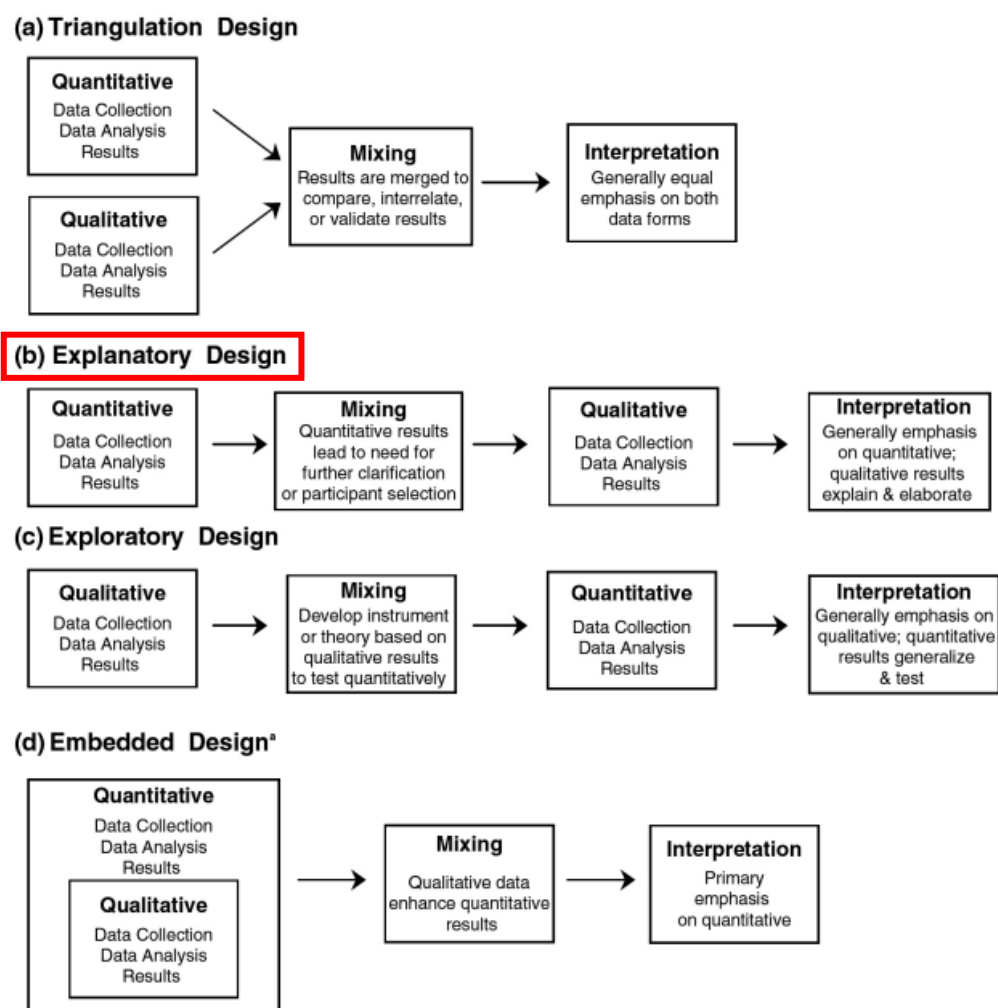 (a) Triangulation Design
Quantitative
Data Collection
Data Analysis
Results
Qualitative
Data Collection
Data Analysis
Results
Mixing
Results are merged to
compare, interrelate,
or validate results
Interpretation
Generally equal
emphasis on both
data forms
(b) Explanatory Design
Quantitative
Data Collection
Data Analysis
Results
Mixing
Quantitative results
lead to need for
further clarification
or participant selection
Qualitative
Data Collection
Data Analysis
Results
Interpretation
Generally emphasis
on quantitative;
qualitative results
explain & elaborate
(c) Exploratory Design
Qualitative
Data Collection
Data Analysis
Results
Mixing
Develop instrument
or theory based on
qualitative results
to test quantitatively
Quantitative
Data Collection
Data Analysis
Results
Interpretation
Generally emphasis on
qualitative; quantitative
results generalize
& test
(d) Embedded Designª
Quantitative
Data Collection
Data Analysis
Results
Qualitative
Data Collection
Data Analysis
Results
Mixing
Qualitative data
enhance quantitative
results
Interpretation
Primary
emphasis
on quantitative